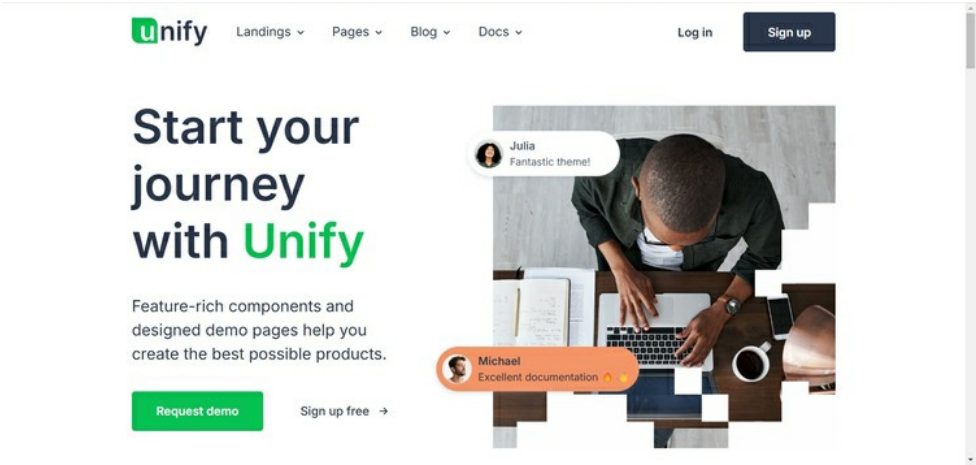 unify
Landings
Pages
Blog
Docs
Log in
Sign up
Start your
journey
with Unify
Feature-rich components and
designed demo pages help you
create the best possible products.
Request demo
Sign up free →
Julia
Fantastic theme!
Michael
Excellent documentation 🔥 👏